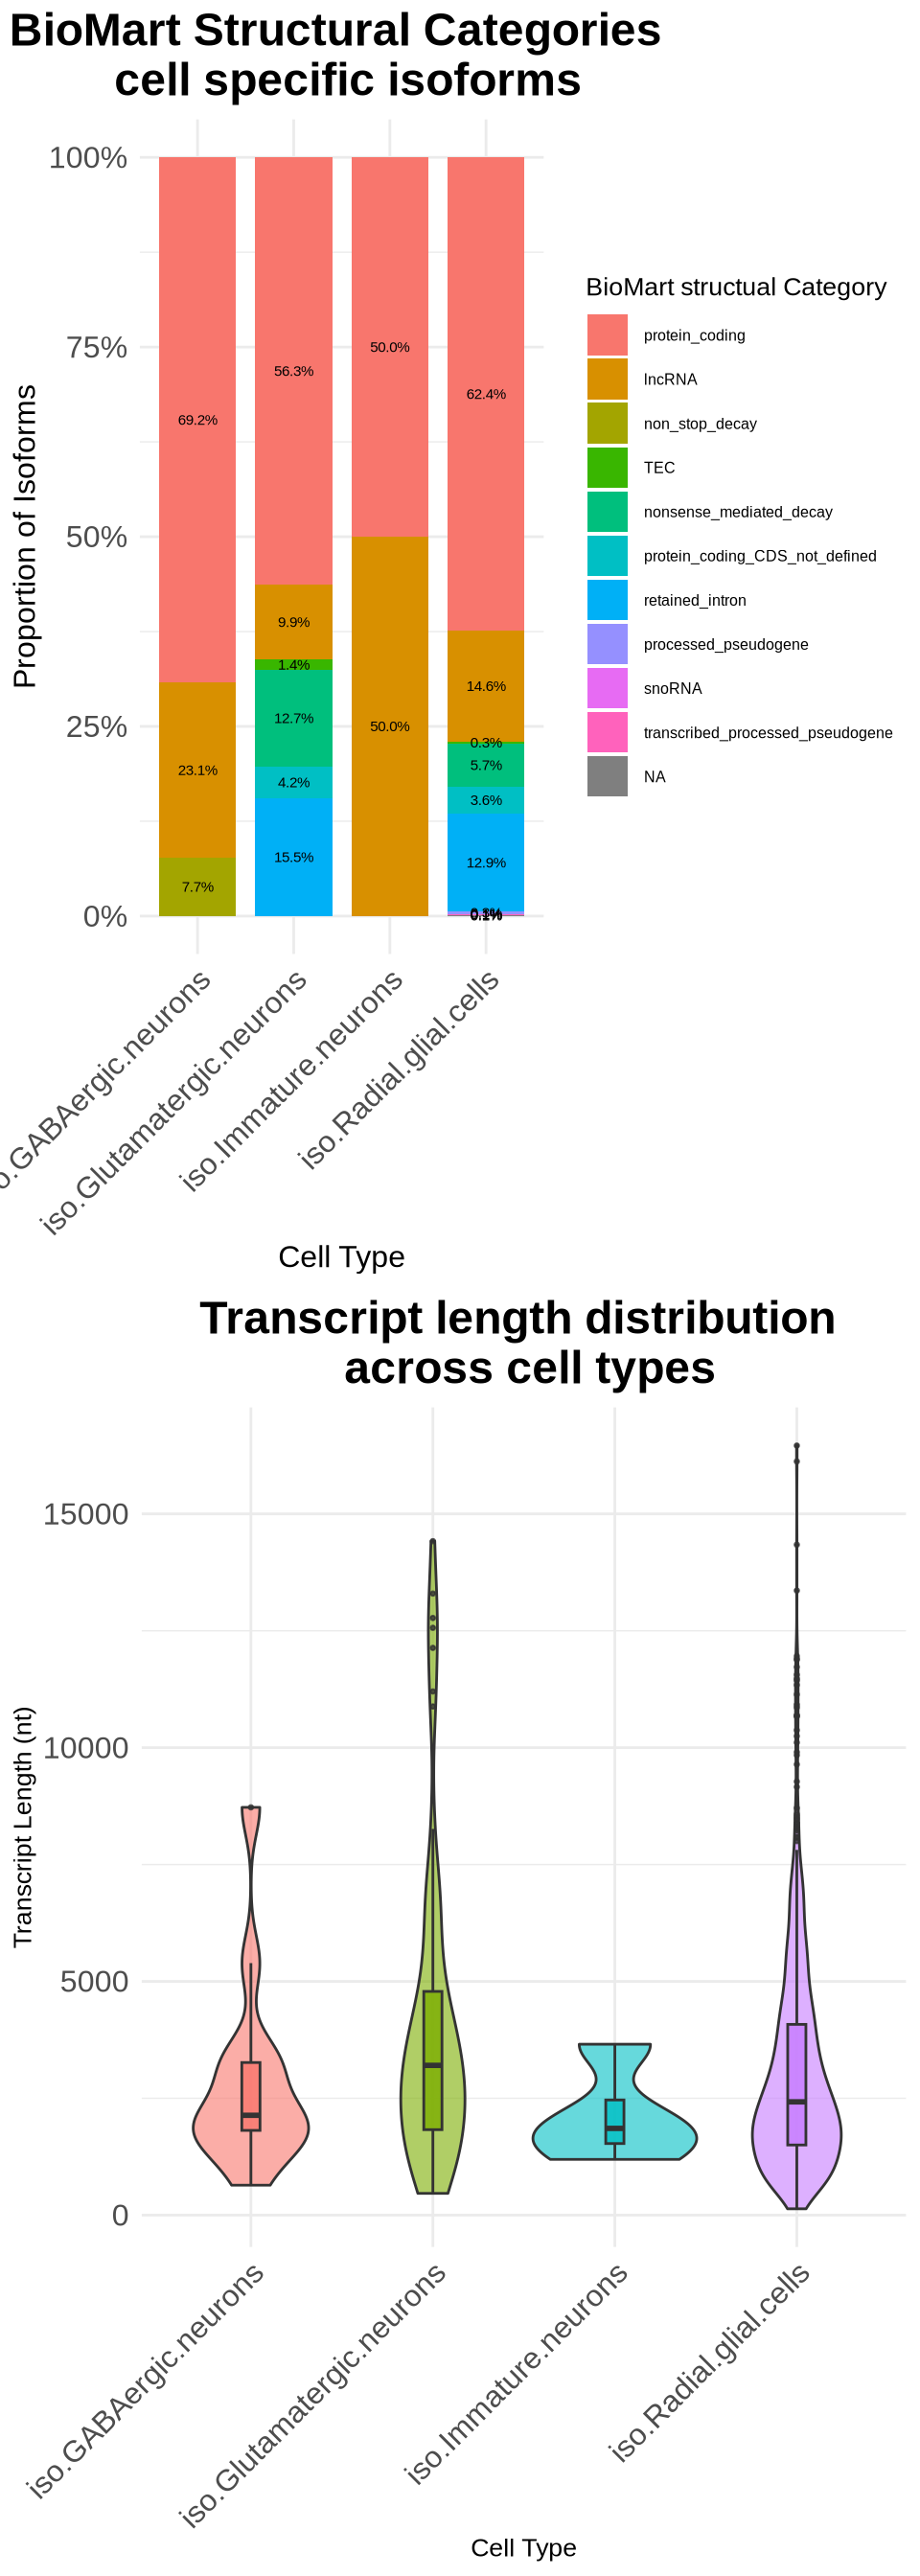 BioMart Structural Categories
cell specific isoforms
Proportion of Isoforms
100%
75%
50%
25%
0%
69.2%
23.1%
7.7%
56.3%
9.9%
1.4%
12.7%
4.2%
15.5%
50.0%
50.0%
62.4%
14.6%
0.3%
5.7%
3.6%
12.9%
o.GABAergic.neurons
iso.Glutamatergic.neurons
iso.Immature.neurons
iso.Radial.glial.cells
Cell Type
BioMart structual Category
protein_coding
lncRNA
non_stop_decay
TEC
nonsense_mediated_decay
protein_coding_CDS_not_defined
retained_intron
processed_pseudogene
snoRNA
transcribed_processed_pseudogene
NA
Transcript length distribution
across cell types
Transcript Length (nt)
15000
10000
5000
0
iso.GABAergic.neurons
iso.Glutamatergic.neurons
iso.Immature.neurons
iso.Radial.glial.cells
Cell Type